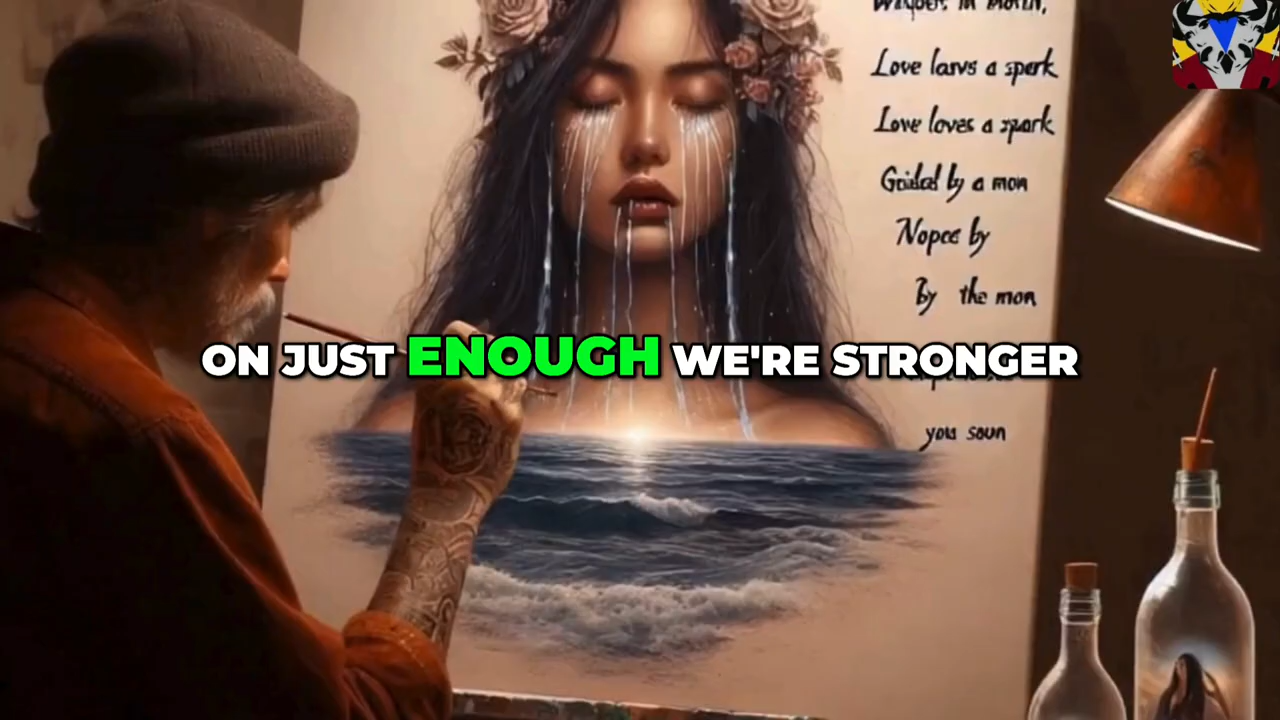 Love larvs a sperk
Love loves a spark
Guided by a mon
Nopce by
By the mon
ON JUST ENOUGH WE'RE STRONGER
you soun